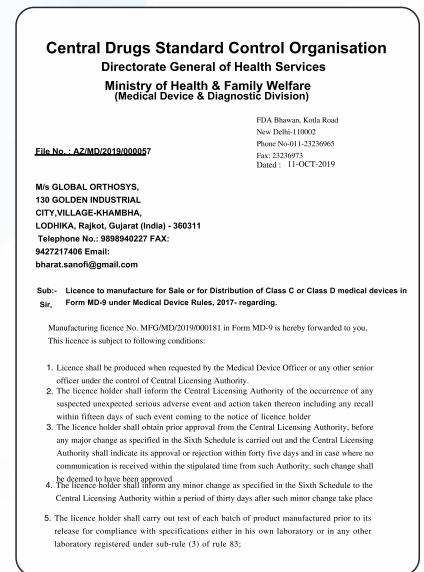 Central Drugs Standard Control Organisation
Directorate General of Health Services
Ministry of Health & Family Welfare
(Medical Device & Diagnostic Division)
FDA Bhawan, Kotla Road
New Delhi-110002
Phone No-011-23236965
Fax: 23236973
Dated : 11-OCT-2019
File No. : AZ/MD/2019/000057
M/s GLOBAL ORTHOSYS,
130 GOLDEN INDUSTRIAL
CITY,VILLAGE-KHAMBHA,
LODHIKA, Rajkot, Gujarat (India) - 360311
Telephone No.: 9898940227 FAX:
9427217406 Email:
bharat.sanofi@gmail.com
Sub:- Licence to manufacture for Sale or for Distribution of Class C or Class D medical devices in
Form MD-9 under Medical Device Rules, 2017- regarding.
Sir,
Manufacturing licence No. MFG/MD/2019/000181 in Form MD-9 is hereby forwarded to you.
This licence is subject to following conditions:
1. Licence shall be produced when requested by the Medical Device Officer or any other senior
officer under the control of Central Licensing Authority.
2. The licence holder shall inform the Central Licensing Authority of the occurrence of any
suspected unexpected serious adverse event and action taken thereon including any recall
within fifteen days of such event coming to the notice of licence holder
3. The licence holder shall obtain prior approval from the Central Licensing Authority, before
any major change as specified in the Sixth Schedule is carried out and the Central Licensing
Authority shall indicate its approval or rejection within forty five days and in case where no
communication is received within the stipulated time from such Authority, such change shall
be deemed to have been approved
4. The licence holder shall inform any minor change as specified in the Sixth Schedule to the
Central Licensing Authority within a period of thirty days after such minor change take place
5. The licence holder shall carry out test of each batch of product manufactured prior to its
release for compliance with specifications either in his own laboratory or in any other
laboratory registered under sub-rule (3) of rule 83;